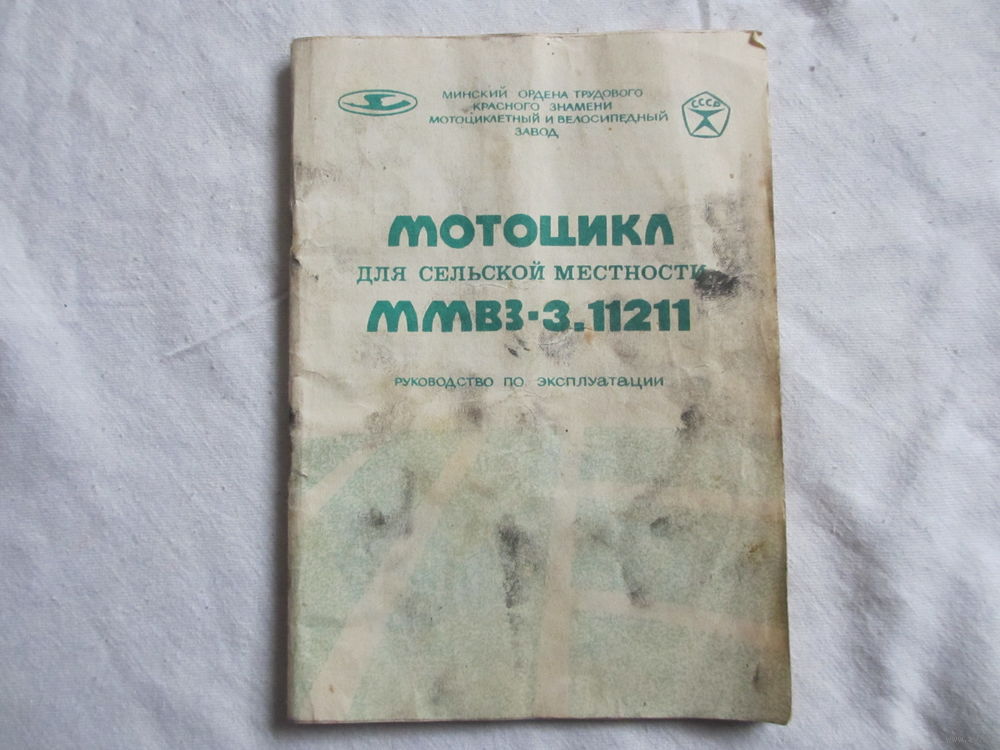 МИНСКИЙ ОРДЕНА ТРУДОВОГО
КРАСНОГО ЗНАМЕНИ
МОТОЦИКЛЕТНЫЙ И ВЕЛОСИПЕДНЫЙ
ЗАВОД
СССР
МОТОЦИКЛ
ДЛЯ СЕЛЬСКОЙ МЕСТНОСТИ
ММВЗ-3.11211
РУКОВОДСТВО ПО ЭКСПЛУАТАЦИИ